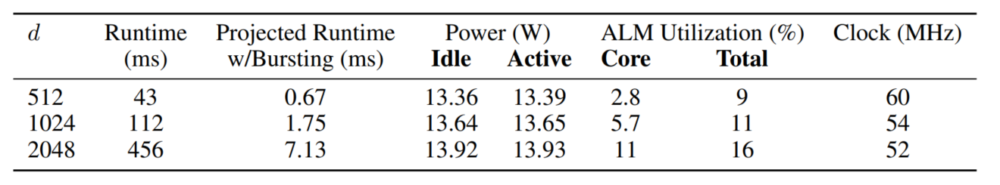 d Runtime Projected Runtime Power (W) ALM Utilization (%) Clock (MHz)
(ms) w/Bursting (ms) Idle Active Core Total
512 43 0.67 13.36 13.39 2.8 9 60
1024 112 1.75 13.64 13.65 5.7 11 54
2048 456 7.13 13.92 13.93 11 16 52